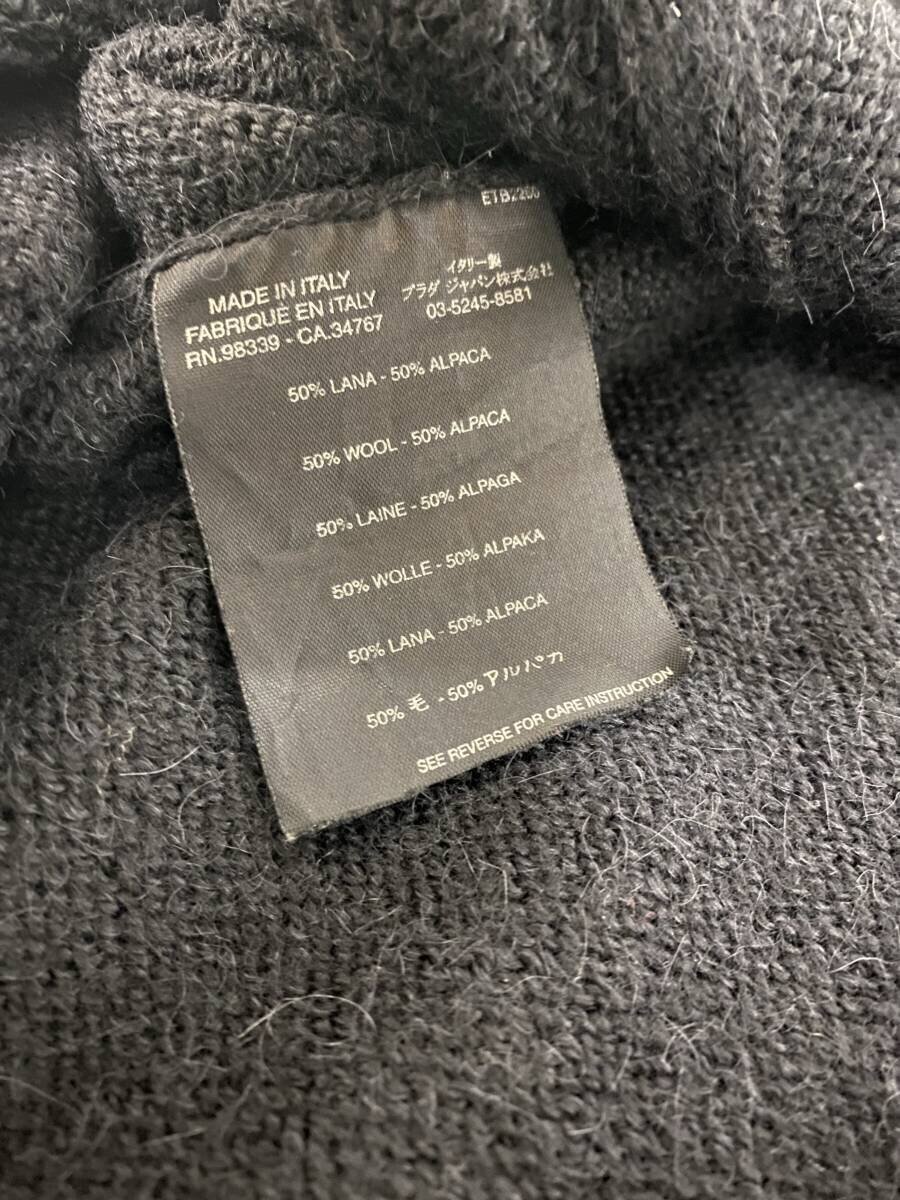 ETB2200
MADE IN ITALY
FABRIQUE EN ITALY
RN.98339 - CA.34767
イタリー製
プラダ ジャパン株式会社
03-5245-8581
50% LANA - 50% ALPACA
50% WOOL - 50% ALPACA
50% LAINE - 50% ALPAGA
50% WOLLE - 50% ALPAKA
50% LANA - 50% ALPACA
50% 毛 - 50% アルパカ
SEE REVERSE FOR CARE INSTRUCTION